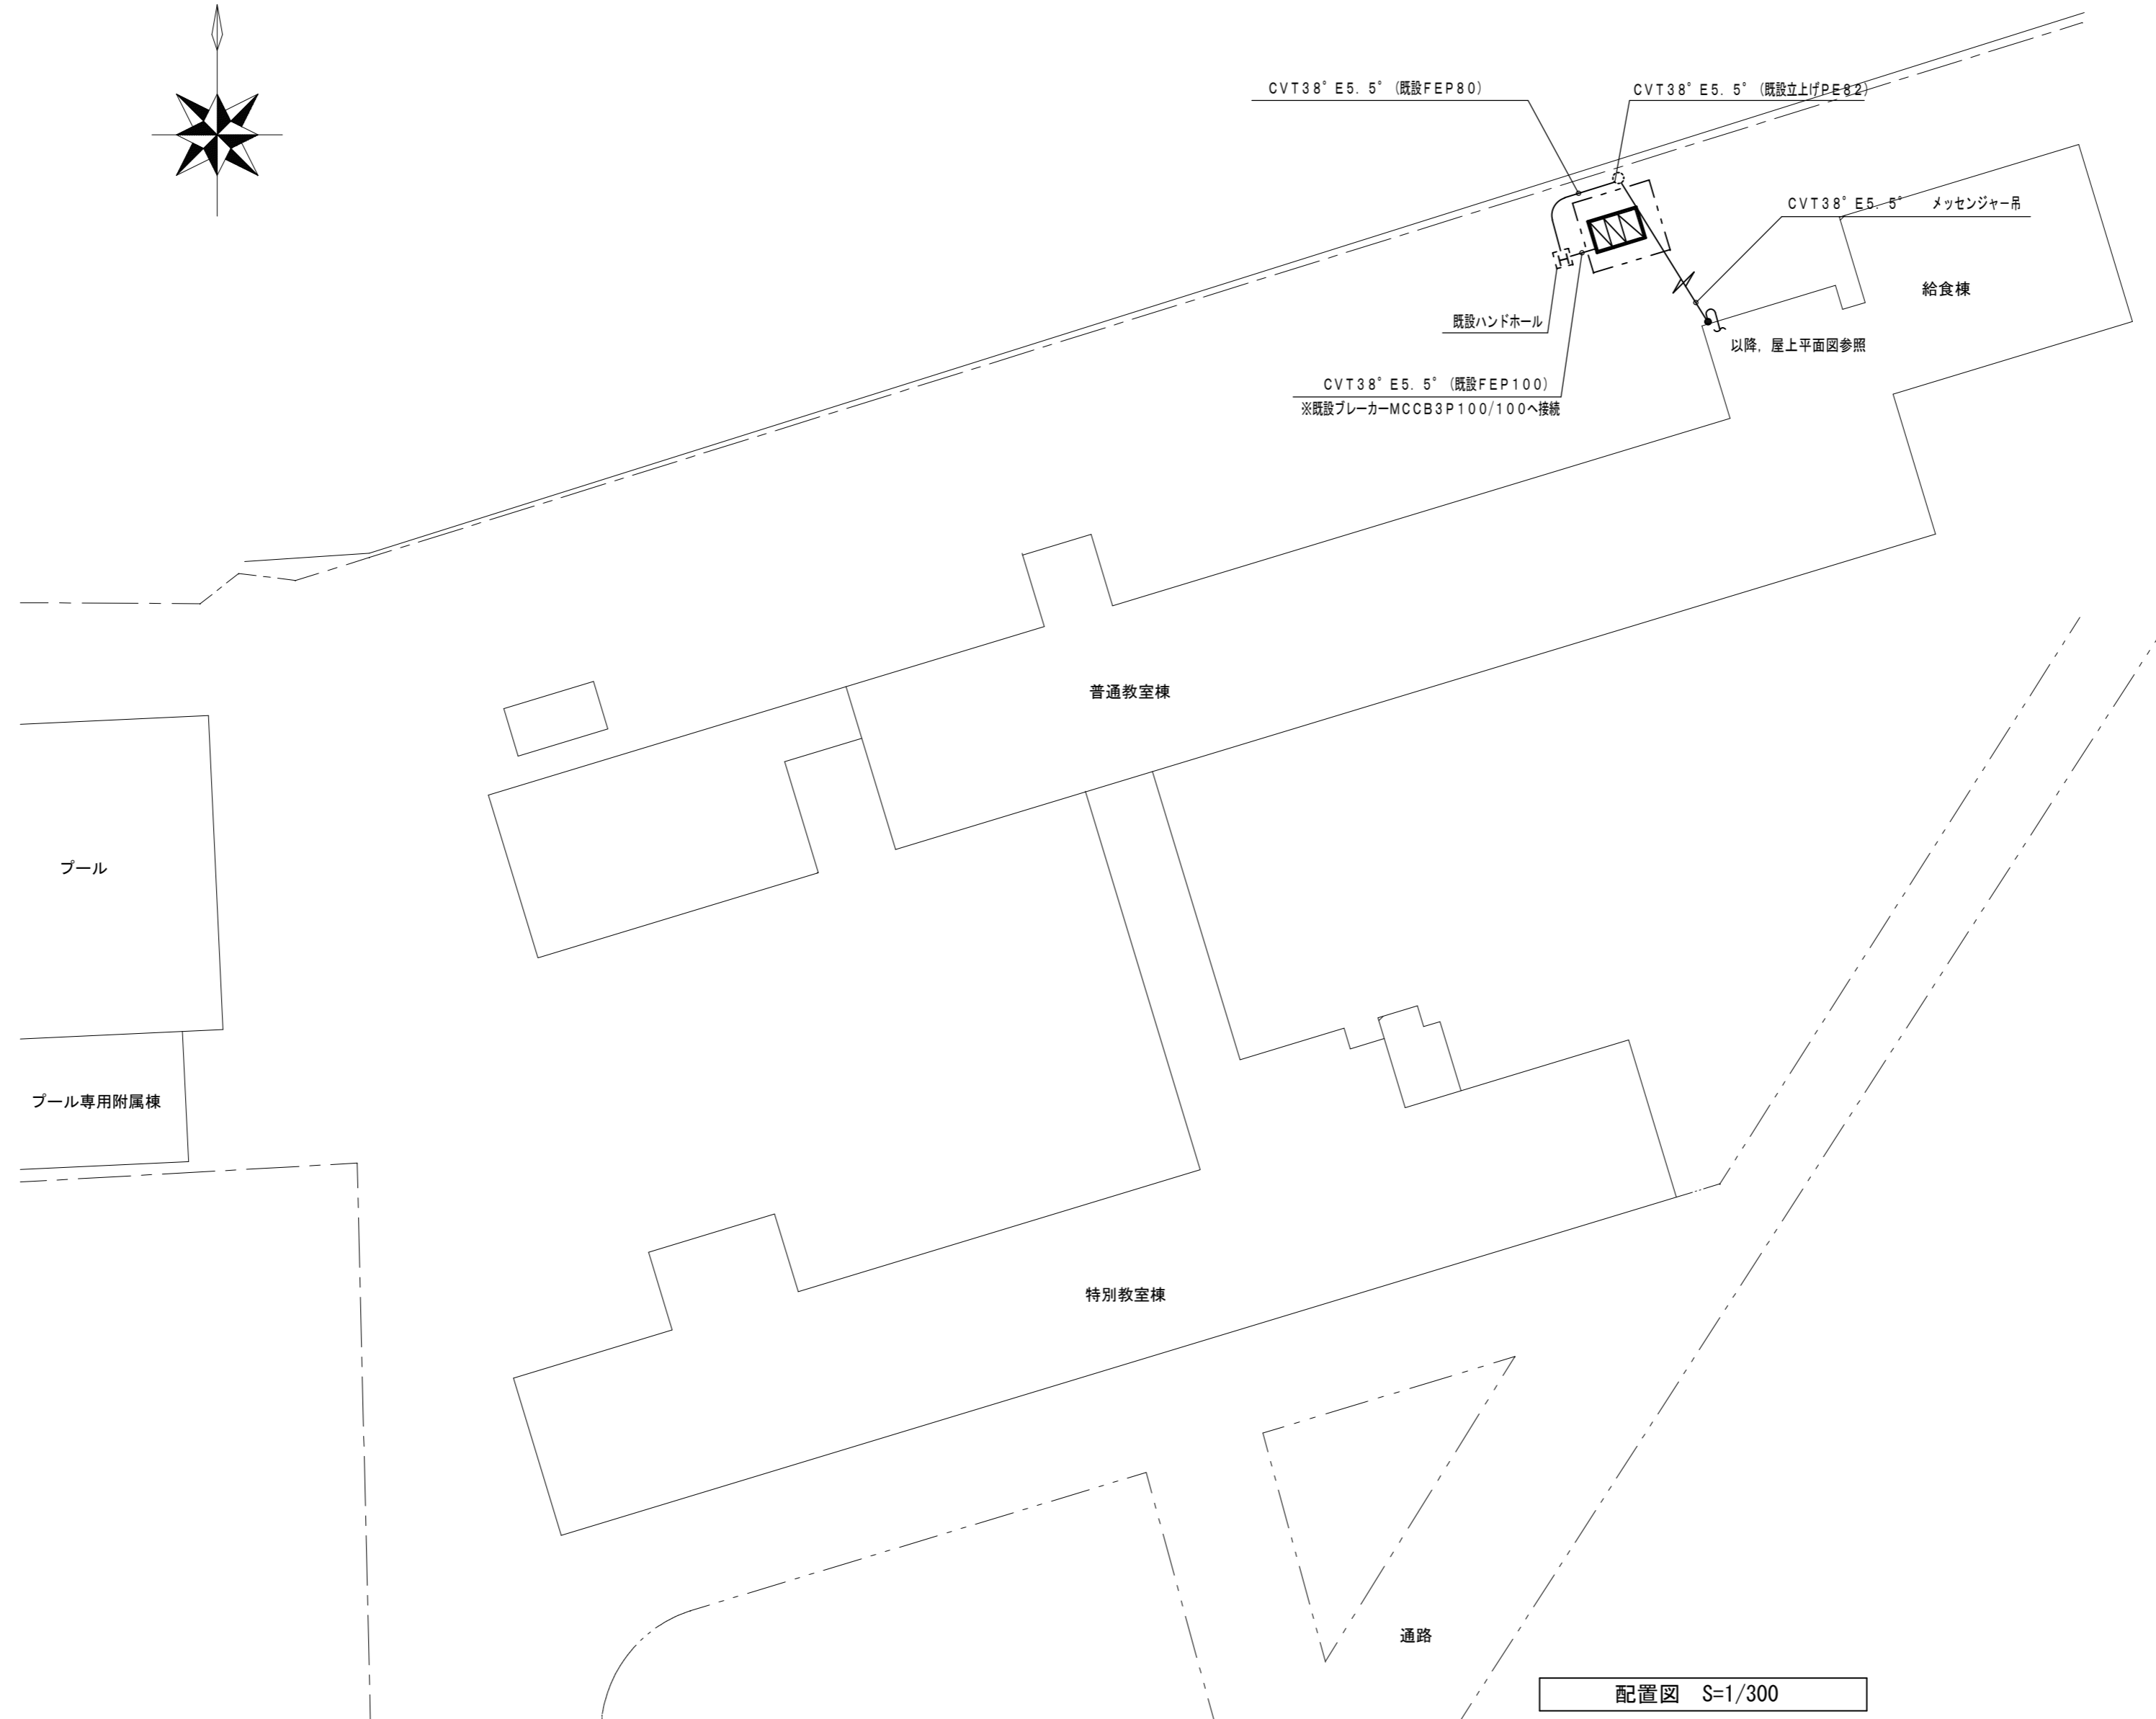 CVT38° E5.5°（既設FEP80）
CVT38° E5.5°（既設立上げPE82）
CVT38° E5.5°　メッセンジャー吊
給食棟
既設ハンドホール
以降，屋上平面図参照
CVT38° E5.5°（既設FEP100）
※既設ブレーカーMCCB3P100/100へ接続
H
普通教室棟
プール
プール専用附属棟
特別教室棟
通路
配置図　S=1/300